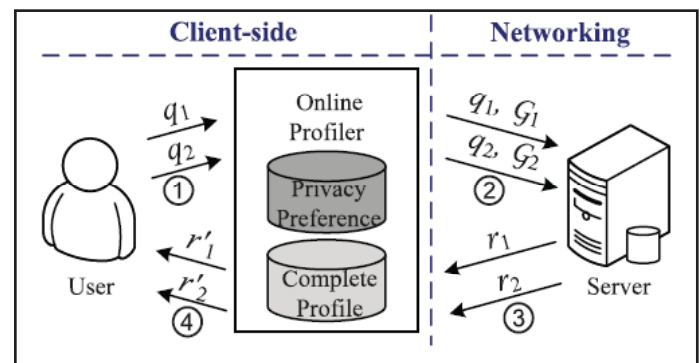 Client-side
Networking
Online
Profiler
q1
q2
①
q1, G1
q2, G2
②
Privacy
Preference
r'1
r'2
④
Complete
Profile
r1
r2
③
User
Server